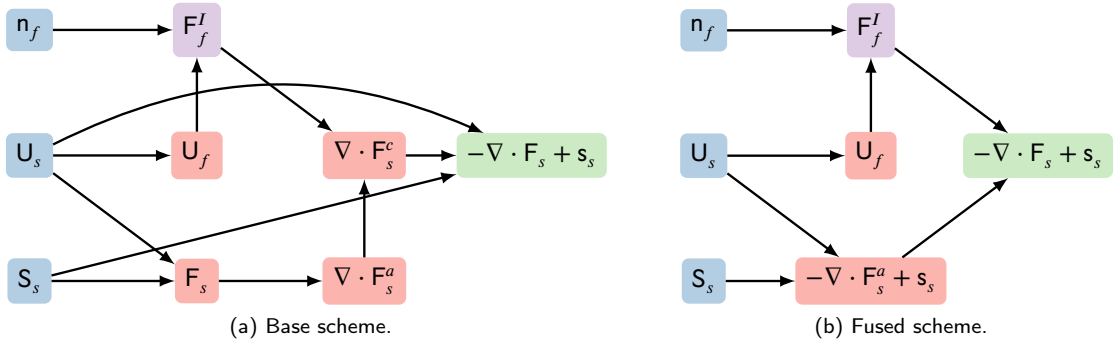 n_f F_f^I n_f F_f^I
U_s U_f ∇ · F_s^c −∇ · F_s + s_s U_s U_f −∇ · F_s + s_s
S_s F_s ∇ · F_s^a S_s −∇ · F_s^a + s_s
(a) Base scheme. (b) Fused scheme.